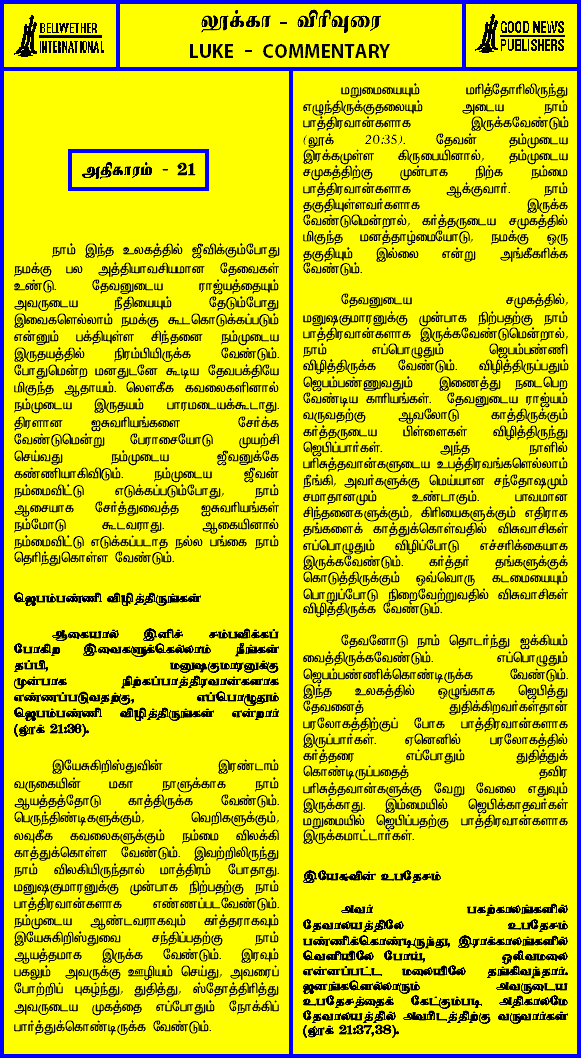 BELWETHER
INTERNATIONAL
லூக்கா - விரிவுரை
LUKE - COMMENTARY
GOOD NEWS
PUBLISHERS
அதிகாரம் - 21
நாம் இந்த உலகத்தில் ஜீவிக்கும்போது
நமக்கு பல அத்தியாவசியமான தேவைகள்
உண்டு. தேவனுடைய ராஜ்யத்தையும்
அவருடைய நீதியையும் தேடும்போது
இவைகளெல்லாம் நமக்கு கூடகொடுக்கப்படும்
என்னும் பக்தியுள்ள சிந்தனை நம்முடைய
இருதயத்தில் நிரம்பியிருக்க வேண்டும்.
போதுமென்ற மனதுடனே கூடிய தேவபக்தியே
மிகுந்த ஆதாயம். லௌகீக கவலைகளினால்
நம்முடைய இருதயம் பாரமடையக்கூடாது.
திரளான ஐசுவரியங்களை சேர்க்க
வேண்டுமென்று பேராசையோடு முயற்சி
செய்வது நம்முடைய ஜீவனுக்கே
கண்ணியாகிவிடும். நம்முடைய ஜீவன்
நம்மைவிட்டு எடுக்கப்படும்போது, நாம்
ஆசையாக சேர்த்துவைத்த ஐசுவரியங்கள்
நம்மோடு கூடவராது. ஆகையினால்
நம்மைவிட்டு எடுக்கப்படாத நல்ல பங்கை நாம்
தெரிந்துகொள்ள வேண்டும்.
ஜெபம்பண்ணி விழித்திருங்கள்
ஆகையால் இனிச் சம்பவிக்கப்
போகிற இவைகளுக்கெல்லாம் நீங்கள்
தப்பி, மனுஷகுமாரனுக்கு
முன்பாக நிற்கப்பாத்திரவான்களாக
எண்ணப்படுவதற்கு, எப்பொழுதும்
ஜெபம்பண்ணி விழித்திருங்கள் என்றார்
(லூக் 21:36).
இயேசுகிறிஸ்துவின் இரண்டாம்
வருகையின் மகா நாளுக்காக நாம்
ஆயத்தத்தோடு காத்திருக்க வேண்டும்.
பெருந்திண்டிகளுக்கும், வெறிகளுக்கும்,
லவுகீக கவலைகளுக்கும் நம்மை விலக்கி
காத்துக்கொள்ள வேண்டும். இவற்றிலிருந்து
நாம் விலகியிருந்தால் மாத்திரம் போதாது.
மனுஷகுமாரனுக்கு முன்பாக நிற்பதற்கு நாம்
பாத்திரவான்களாக எண்ணப்படவேண்டும்.
நம்முடைய ஆண்டவராகவும் கர்த்தராகவும்
இயேசுகிறிஸ்துவை சந்திப்பதற்கு நாம்
ஆயத்தமாக இருக்க வேண்டும். இரவும்
பகலும் அவருக்கு ஊழியம் செய்து, அவரைப்
போற்றிப் புகழ்ந்து, துதித்து, ஸ்தோத்திரித்து
அவருடைய முகத்தை எப்போதும் நோக்கிப்
பார்த்துக்கொண்டிருக்க வேண்டும்.
மறுமையையும் மரித்தோரிலிருந்து
எழுந்திருக்குதலையும் அடைய நாம்
பாத்திரவான்களாக இருக்கவேண்டும்
(லூக் 20:35). தேவன் தம்முடைய
இரக்கமுள்ள கிருபையினால், தம்முடைய
சமுகத்திற்கு முன்பாக நிற்க நம்மை
பாத்திரவான்களாக ஆக்குவார். நாம்
தகுதியுள்ளவர்களாக இருக்க
வேண்டுமென்றால், கர்த்தருடைய சமுகத்தில்
மிகுந்த மனத்தாழ்மையோடு, நமக்கு ஒரு
தகுதியும் இல்லை என்று அங்கீகரிக்க
வேண்டும்.
தேவனுடைய சமுகத்தில்,
மனுஷகுமாரனுக்கு முன்பாக நிற்பதற்கு நாம்
பாத்திரவான்களாக இருக்கவேண்டுமென்றால்,
நாம் எப்பொழுதும் ஜெபம்பண்ணி
விழித்திருக்க வேண்டும். விழித்திருப்பதும்
ஜெபம்பண்ணுவதும் இணைத்து நடைபெற
வேண்டிய காரியங்கள். தேவனுடைய ராஜ்யம்
வருவதற்கு ஆவலோடு காத்திருக்கும்
கர்த்தருடைய பிள்ளைகள் விழித்திருந்து
ஜெபிப்பார்கள். அந்த நாளில்
பரிசுத்தவான்களுடைய உபத்திரவங்களெல்லாம்
நீங்கி, அவர்களுக்கு மெய்யான சந்தோஷமும்
சமாதானமும் உண்டாகும். பாவமான
சிந்தனைகளுக்கும், கிரியைகளுக்கும் எதிராக
தங்களைக் காத்துக்கொள்வதில் விசுவாசிகள்
எப்பொழுதும் விழிப்போடு எச்சரிக்கையாக
இருக்கவேண்டும். கர்த்தர் தங்களுக்குக்
கொடுத்திருக்கும் ஒவ்வொரு கடமையையும்
பொறுப்போடு நிறைவேற்றுவதில் விசுவாசிகள்
விழித்திருக்க வேண்டும்.
தேவனோடு நாம் தொடர்ந்து ஐக்கியம்
வைத்திருக்கவேண்டும். எப்பொழுதும்
ஜெபம்பண்ணிக்கொண்டிருக்க வேண்டும்.
இந்த உலகத்தில் ஒழுங்காக ஜெபித்து
தேவனைத் துதிக்கிறவர்கள்தான்
பரலோகத்திற்குப் போக பாத்திரவான்களாக
இருப்பார்கள். ஏனெனில் பரலோகத்தில்
கர்த்தரை எப்போதும் துதித்துக்
கொண்டிருப்பதைத் தவிர
பரிசுத்தவான்களுக்கு வேறு வேலை எதுவும்
இருக்காது. இம்மையில் ஜெபிக்காதவர்கள்
மறுமையில் ஜெபிப்பதற்கு பாத்திரவான்களாக
இருக்கமாட்டார்கள்.
இயேசுவின் உபதேசம்
அவர் பகற்காலங்களில்
தேவாலயத்திலே உபதேசம்
பண்ணிக்கொண்டிருந்து, இராக்காலங்களில்
வெளியிலே போய், ஒலிவமலை
என்னப்பட்ட மலையிலே தங்கிவந்தார்.
ஜனங்களெல்லாரும் அவருடைய
உபதேசத்தைக் கேட்கும்படி அதிகாலமே
தேவாலயத்தில் அவரிடத்திற்கு வருவார்கள்
(லூக் 21:37,38).